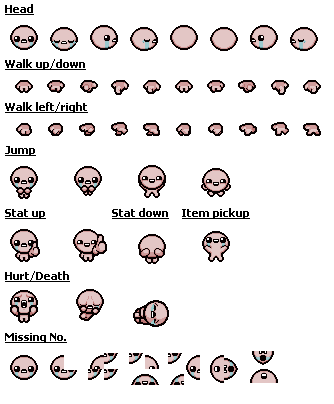 Head
Walk up/down
Walk left/right
Jump
Stat up Stat down Item pickup
Hurt/Death
Missing No.